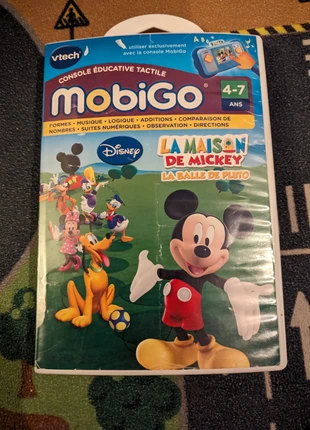 vtech
À utiliser exclusivement
avec la console MobiGo
CONSOLE ÉDUCATIVE TACTILE
MOBiGO
4-7
ANS
FORMES • MUSIQUE • LOGIQUE • ADDITIONS • COMPARAISON DE
NOMBRES • SUITES NUMÉRIQUES • OBSERVATION • DIRECTIONS
Disney
LA MAISON
DE MICKEY
LA BALLE DE PLUTO